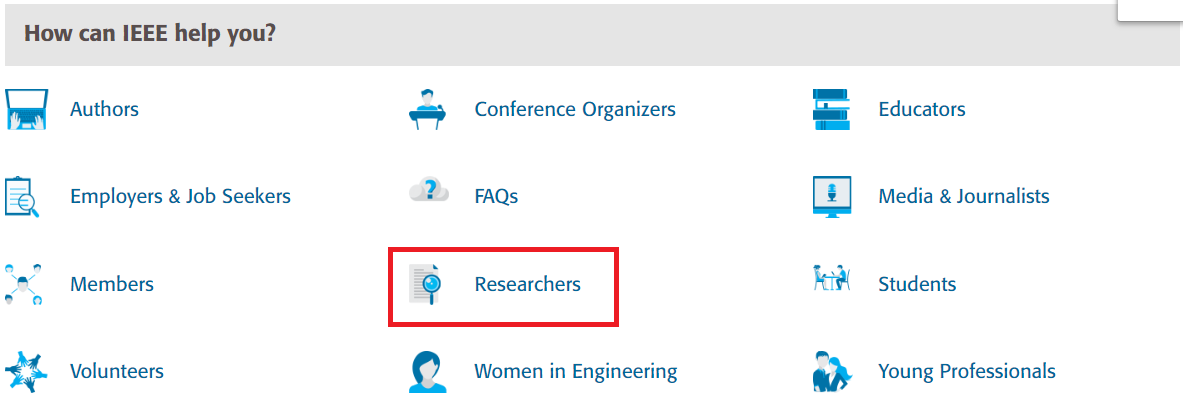 How can IEEE help you?
Authors
Conference Organizers
Educators
Employers & Job Seekers
FAQs
Media & Journalists
Members
Researchers
Students
Volunteers
Women in Engineering
Young Professionals